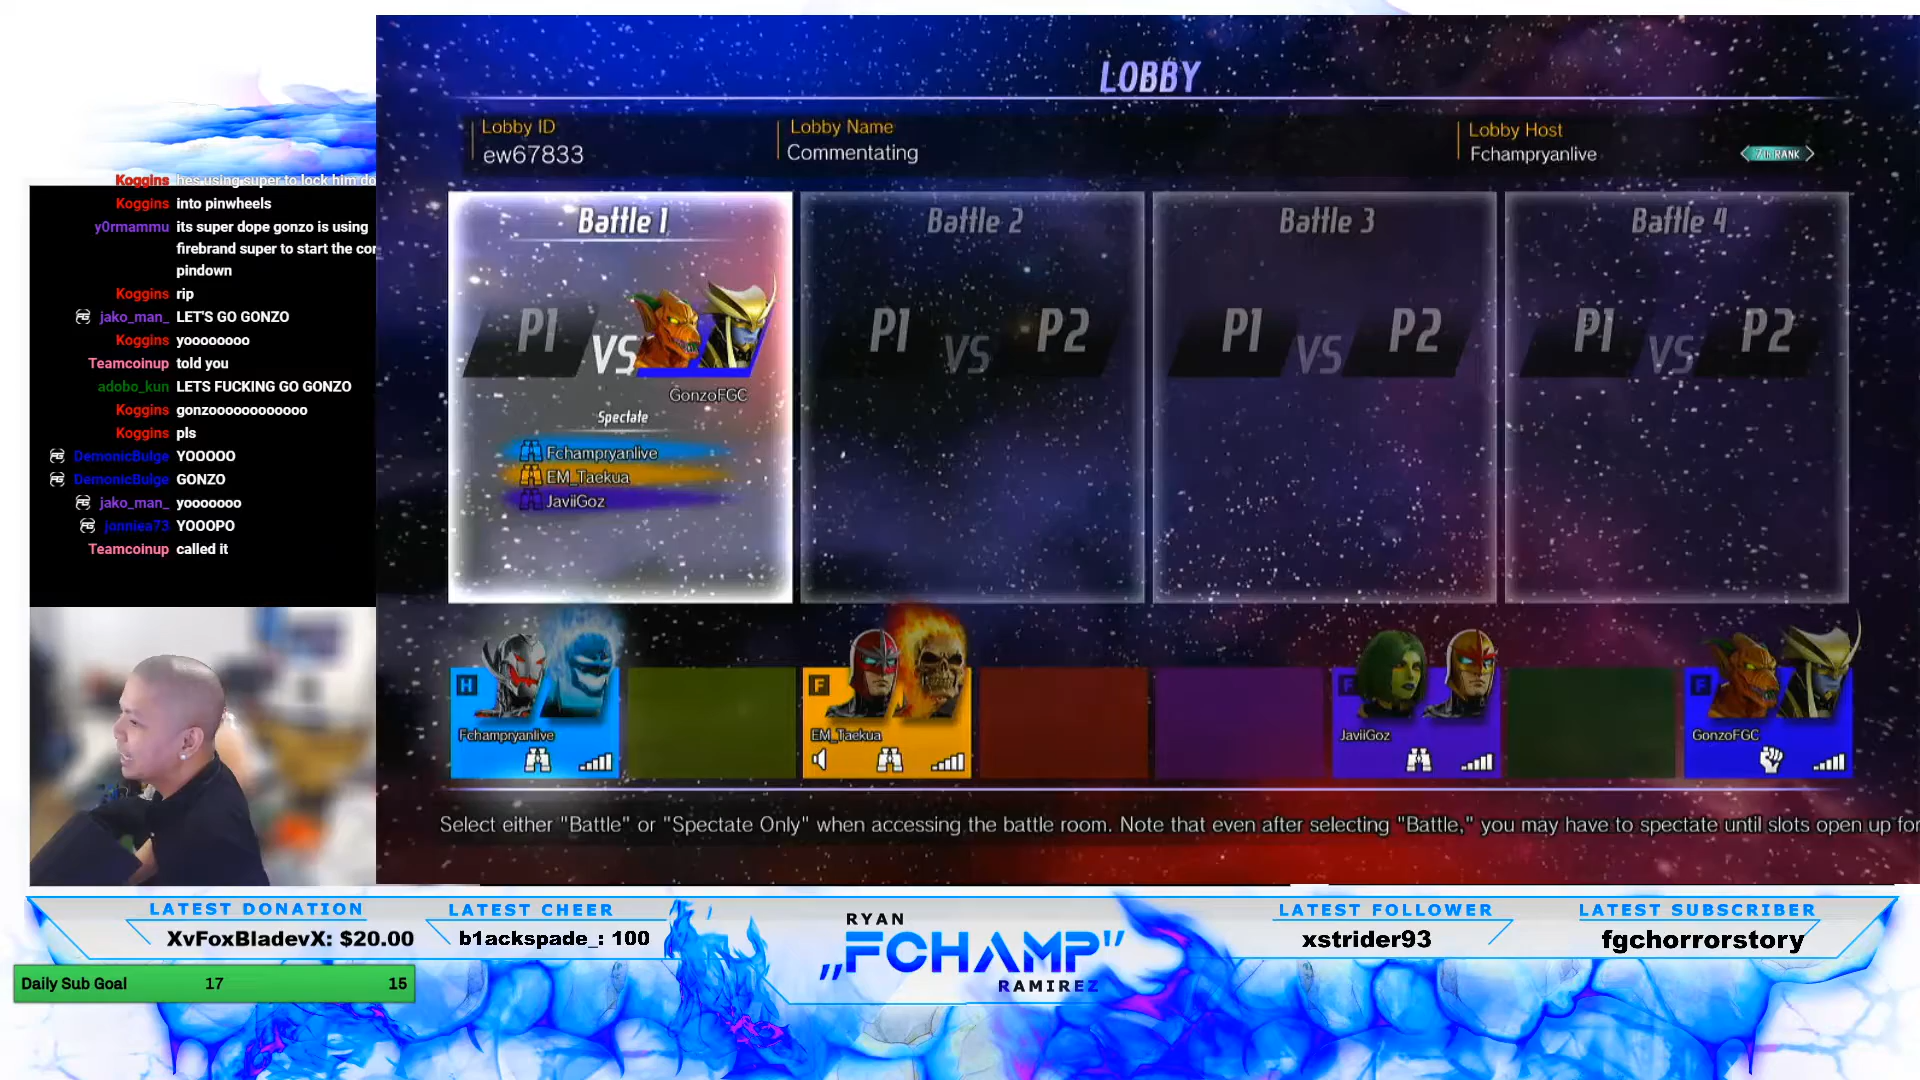 LOBBY
Lobby ID
ew67833
Lobby Name
Commentating
Lobby Host
Fchampryanlive
7th RANK
Koggins hes using super to lock him do
Koggins into pinwheels
y0rmammu its super dope gonzo is using
firebrand super to start the cor
pindown
Koggins rip
jako_man_ LET'S GO GONZO
Koggins yoooooooo
Teamcoinup told you
adobo_kun LETS FUCKING GO GONZO
Koggins gonzoooooooooooo
Koggins pls
DemonicBulge YOOOOO
DemonicBulge GONZO
jako_man_ yooooooo
jonniea73 YOOOPO
Teamcoinup called it
Battle 1
P1 VS
GonzoFGC
Spectate
Fchampryanlive
EM_Taekua
JaviiGoz
Battle 2
P1 VS P2
Battle 3
P1 VS P2
Battle 4
P1 VS P2
H
Fchampryanlive
F
EM_Taekua
F
JaviiGoz
F
GonzoFGC
Select either "Battle" or "Spectate Only" when accessing the battle room. Note that even after selecting "Battle," you may have to spectate until slots open up for
LATEST DONATION
XvFoxBladevX: $20.00
LATEST CHEER
b1ackspade_: 100
RYAN
„FCHAMP"
RAMIREZ
LATEST FOLLOWER
xstrider93
LATEST SUBSCRIBER
fgchorrorstory
Daily Sub Goal 17 15